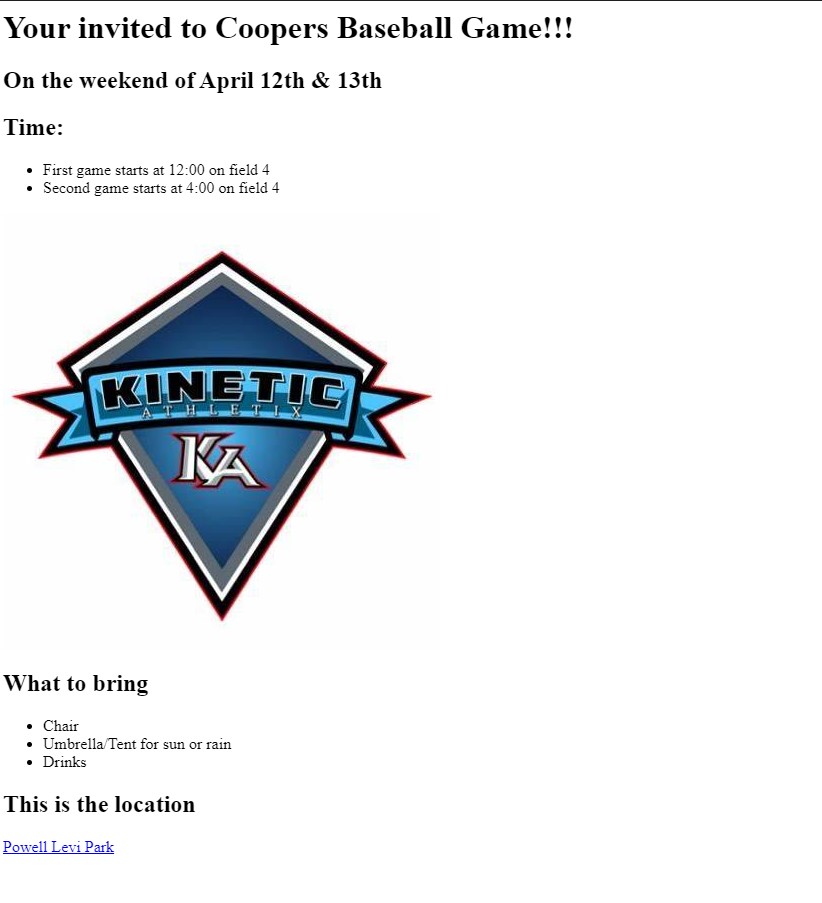 Your invited to Coopers Baseball Game!!!
On the weekend of April 12th & 13th
Time:
First game starts at 12:00 on field 4
Second game starts at 4:00 on field 4
KINETIC
ATHLETIX
KA
What to bring
Chair
Umbrella/Tent for sun or rain
Drinks
This is the location
Powell Levi Park